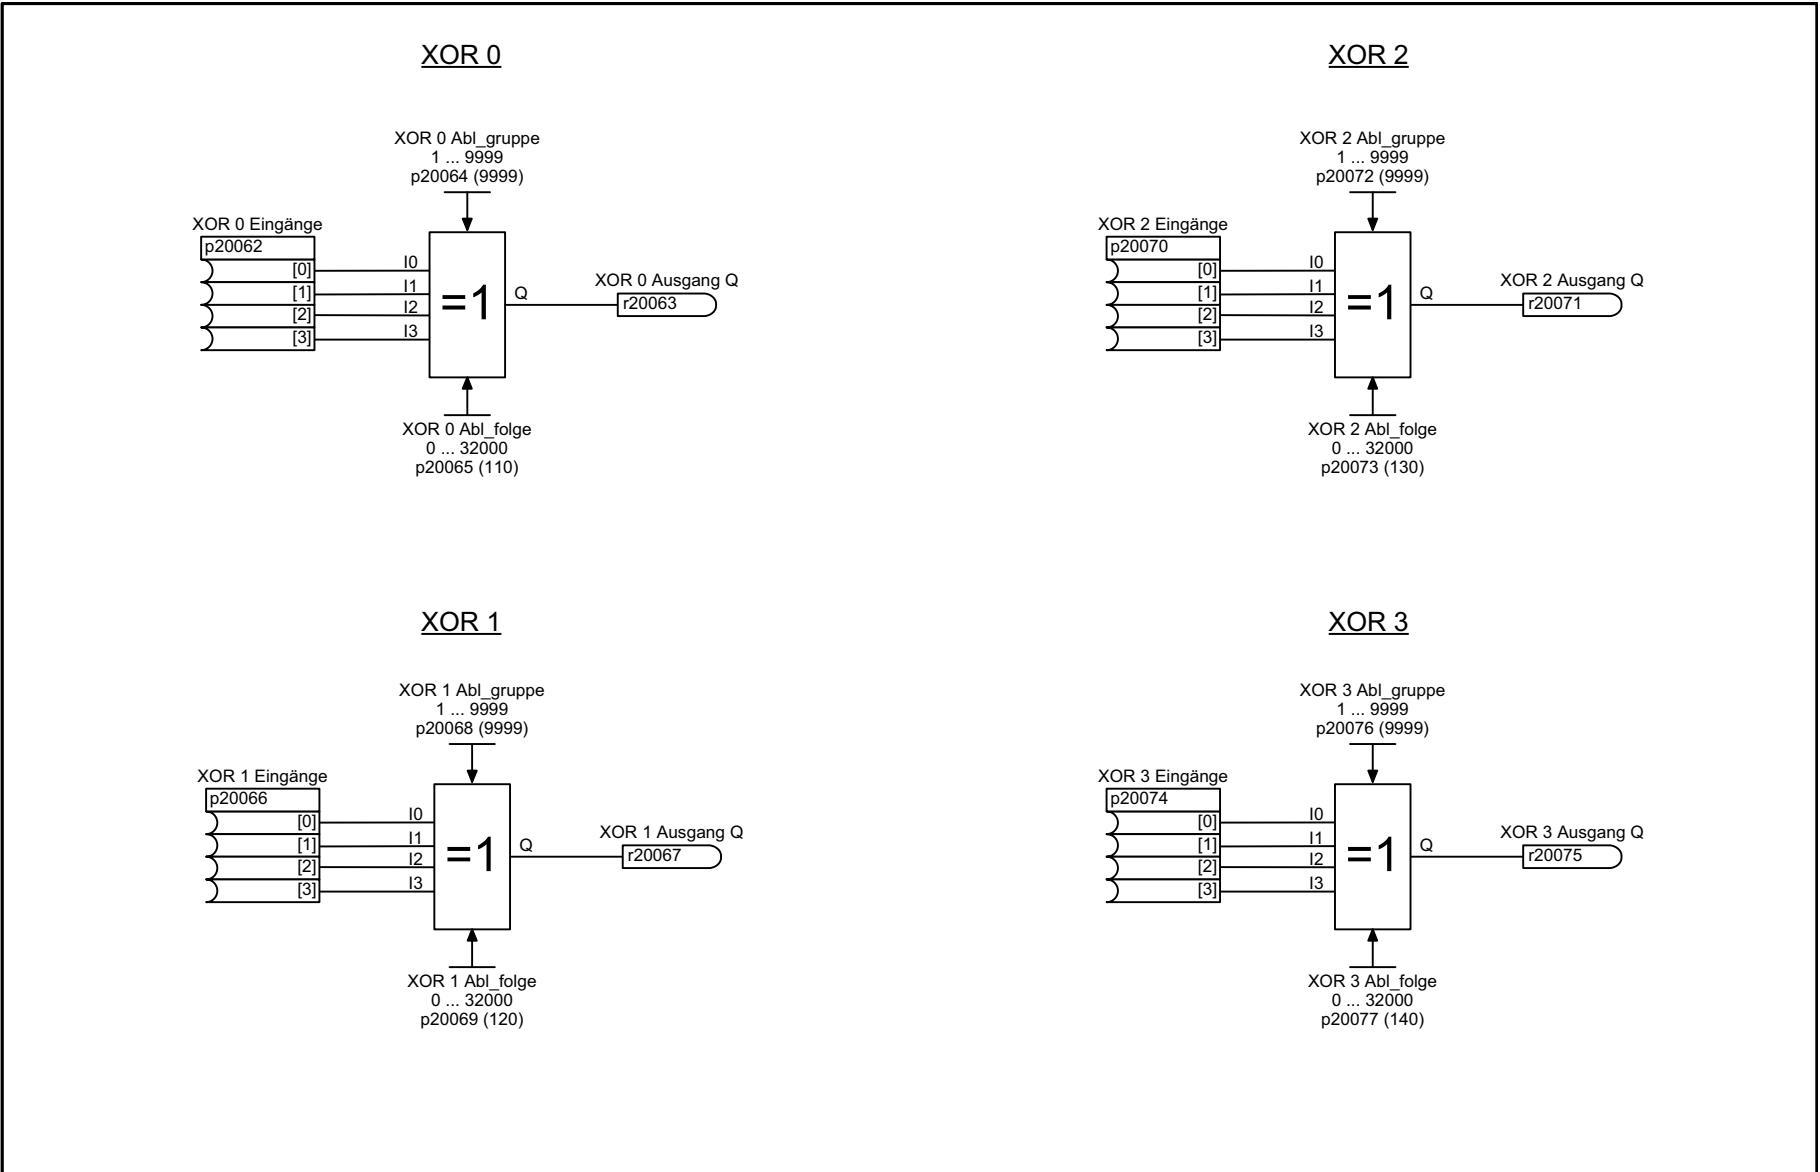 XOR 0
XOR 0 Abl_gruppe
1 ... 9999
p20064 (9999)
XOR 0 Eingänge
p20062
[0]
[1]
[2]
[3]
I0
I1
I2
I3
=1
Q
XOR 0 Ausgang Q
r20063
XOR 0 Abl_folge
0 ... 32000
p20065 (110)
XOR 2
XOR 2 Abl_gruppe
1 ... 9999
p20072 (9999)
XOR 2 Eingänge
p20070
[0]
[1]
[2]
[3]
I0
I1
I2
I3
=1
Q
XOR 2 Ausgang Q
r20071
XOR 2 Abl_folge
0 ... 32000
p20073 (130)
XOR 1
XOR 1 Abl_gruppe
1 ... 9999
p20068 (9999)
XOR 1 Eingänge
p20066
[0]
[1]
[2]
[3]
I0
I1
I2
I3
=1
Q
XOR 1 Ausgang Q
r20067
XOR 1 Abl_folge
0 ... 32000
p20069 (120)
XOR 3
XOR 3 Abl_gruppe
1 ... 9999
p20076 (9999)
XOR 3 Eingänge
p20074
[0]
[1]
[2]
[3]
I0
I1
I2
I3
=1
Q
XOR 3 Ausgang Q
r20075
XOR 3 Abl_folge
0 ... 32000
p20077 (140)